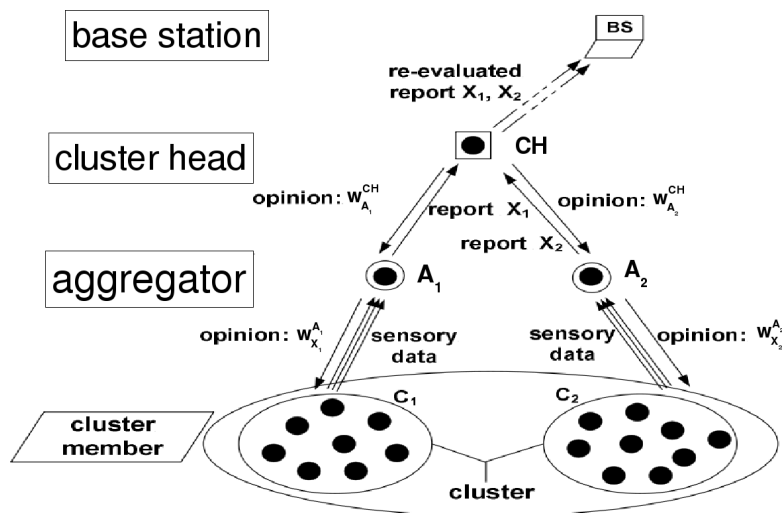 base station
BS
re-evaluated
report X₁, X₂
cluster head
CH
opinion: W_{A₁}^{CH}
report X₁
opinion: W_{A₂}^{CH}
report X₂
aggregator
A₁
A₂
opinion: W_{X₁}^{A₁}
sensory
data
sensory
data
opinion: W_{X₂}^{A₂}
C₁
C₂
cluster
member
cluster